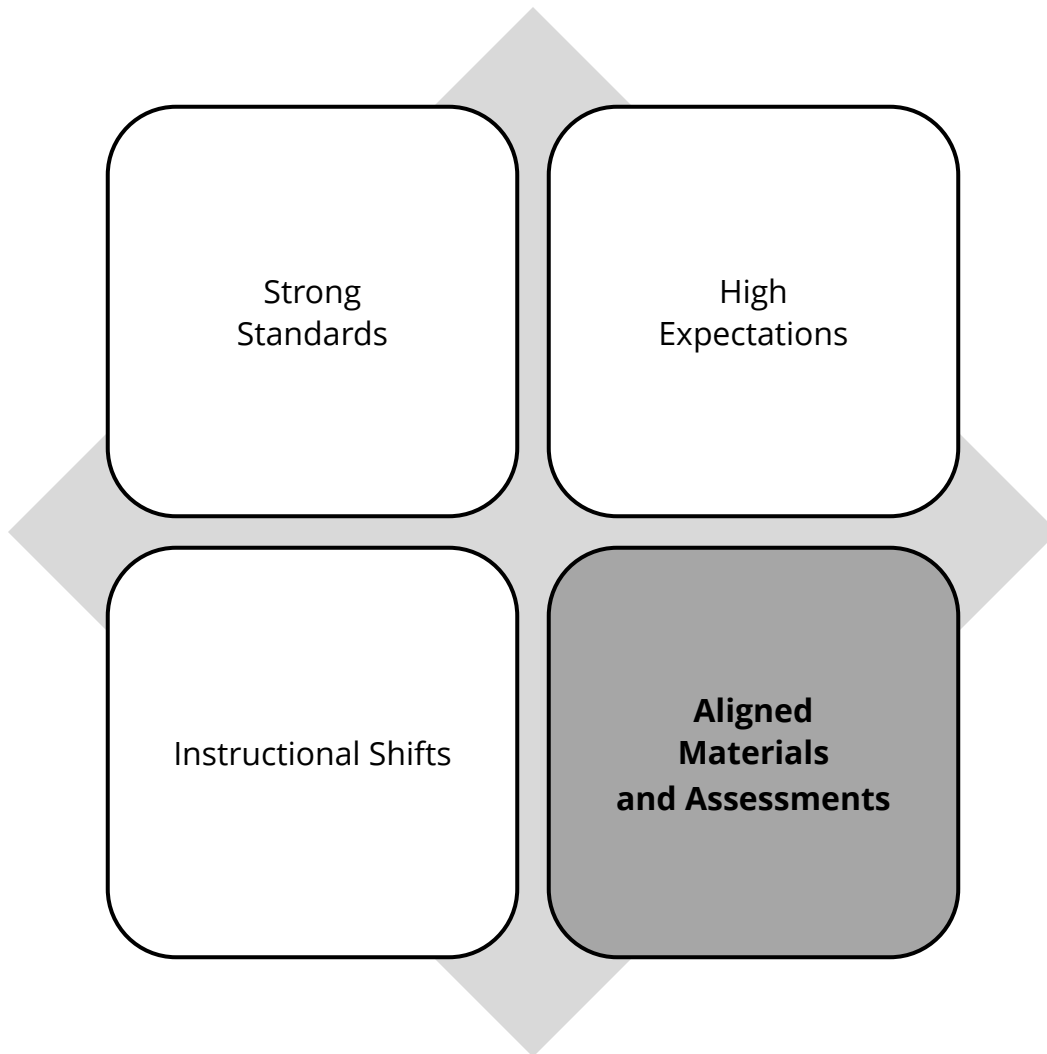 Strong
Standards
High
Expectations
Instructional Shifts
Aligned
Materials
and Assessments